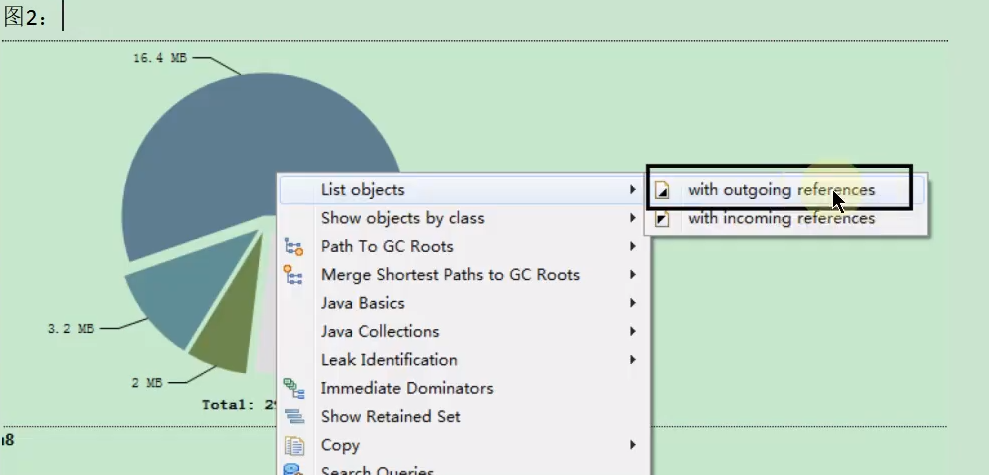 图2：
16.4 MB
List objects
with outgoing references
Show objects by class
with incoming references
Path To GC Roots
Merge Shortest Paths to GC Roots
Java Basics
3.2 MB
Java Collections
Leak Identification
2 MB
Immediate Dominators
Total: 2
Show Retained Set
8
Copy
Search Queries